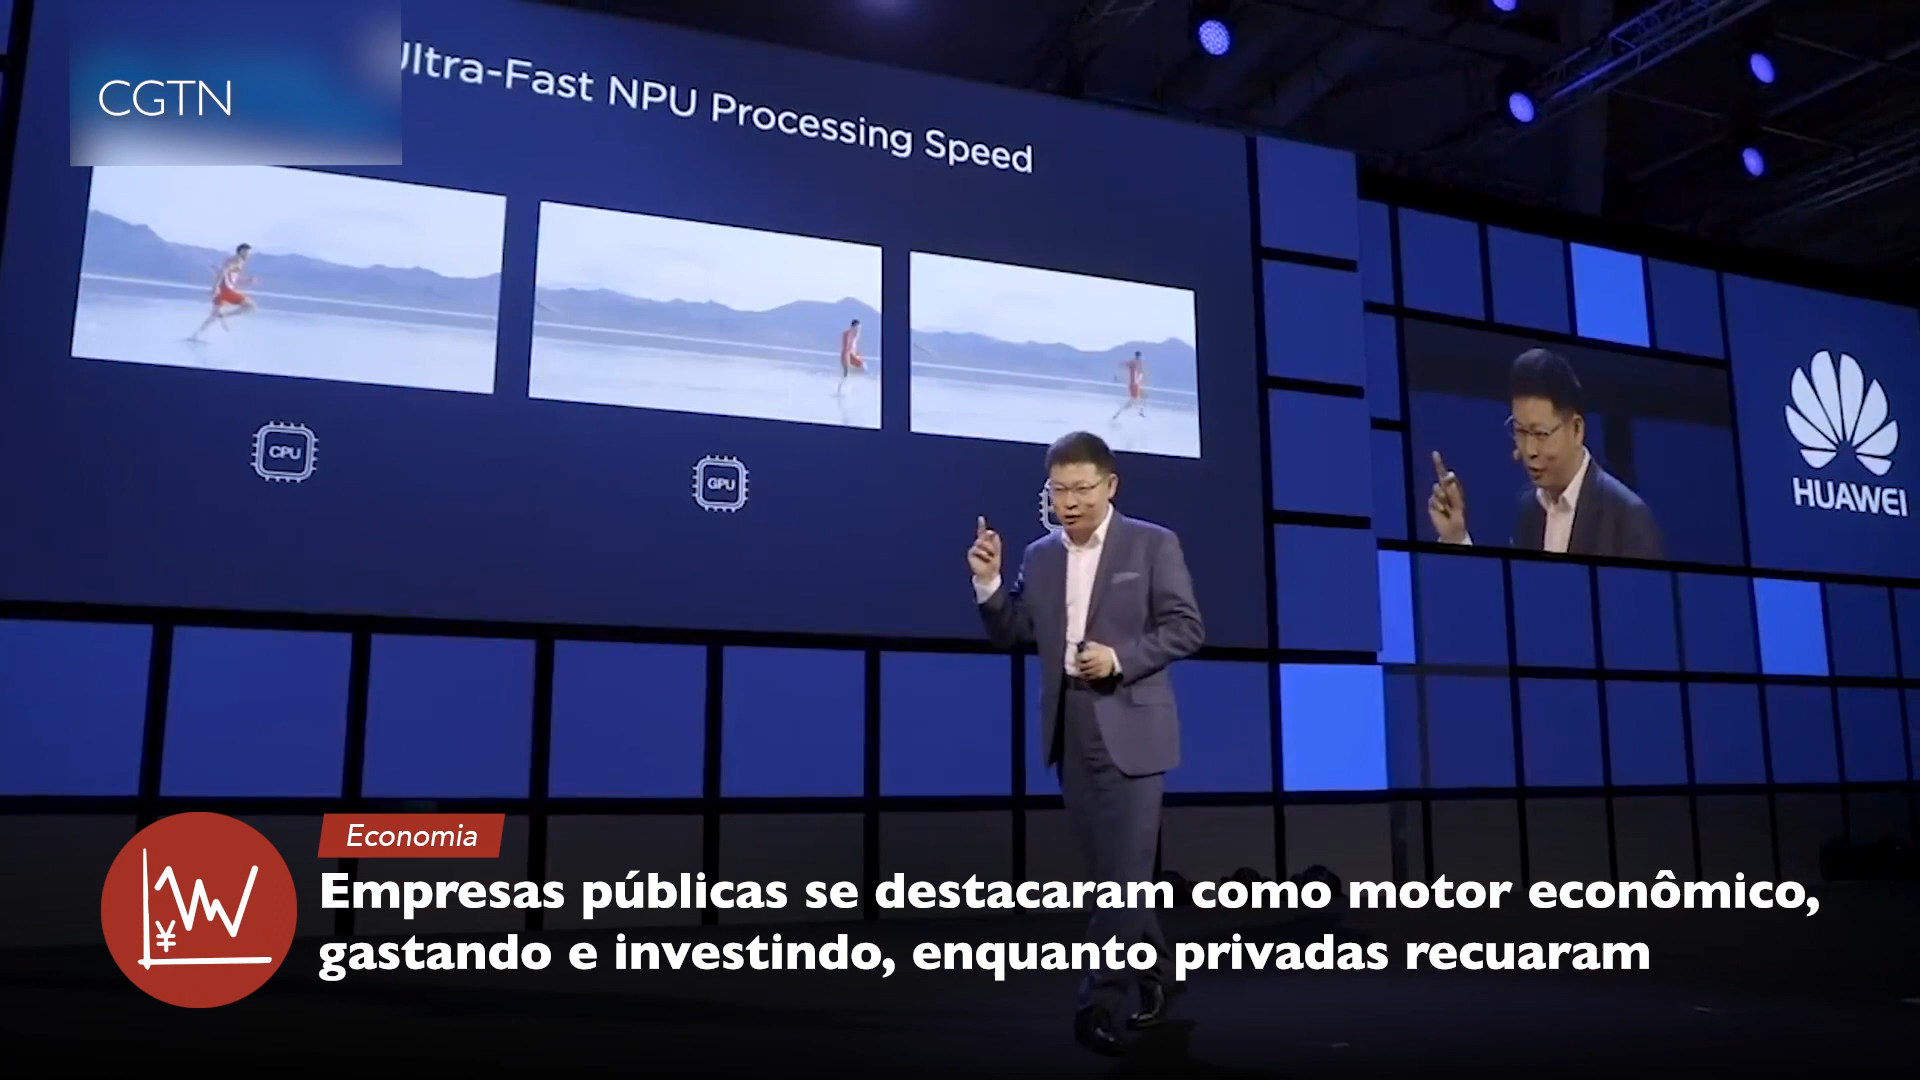 CGTN
Ultra-Fast NPU Processing Speed
CPU
GPU
HUAWEI
Economia
¥
Empresas públicas se destacaram como motor econômico,
gastando e investindo, enquanto privadas recuaram